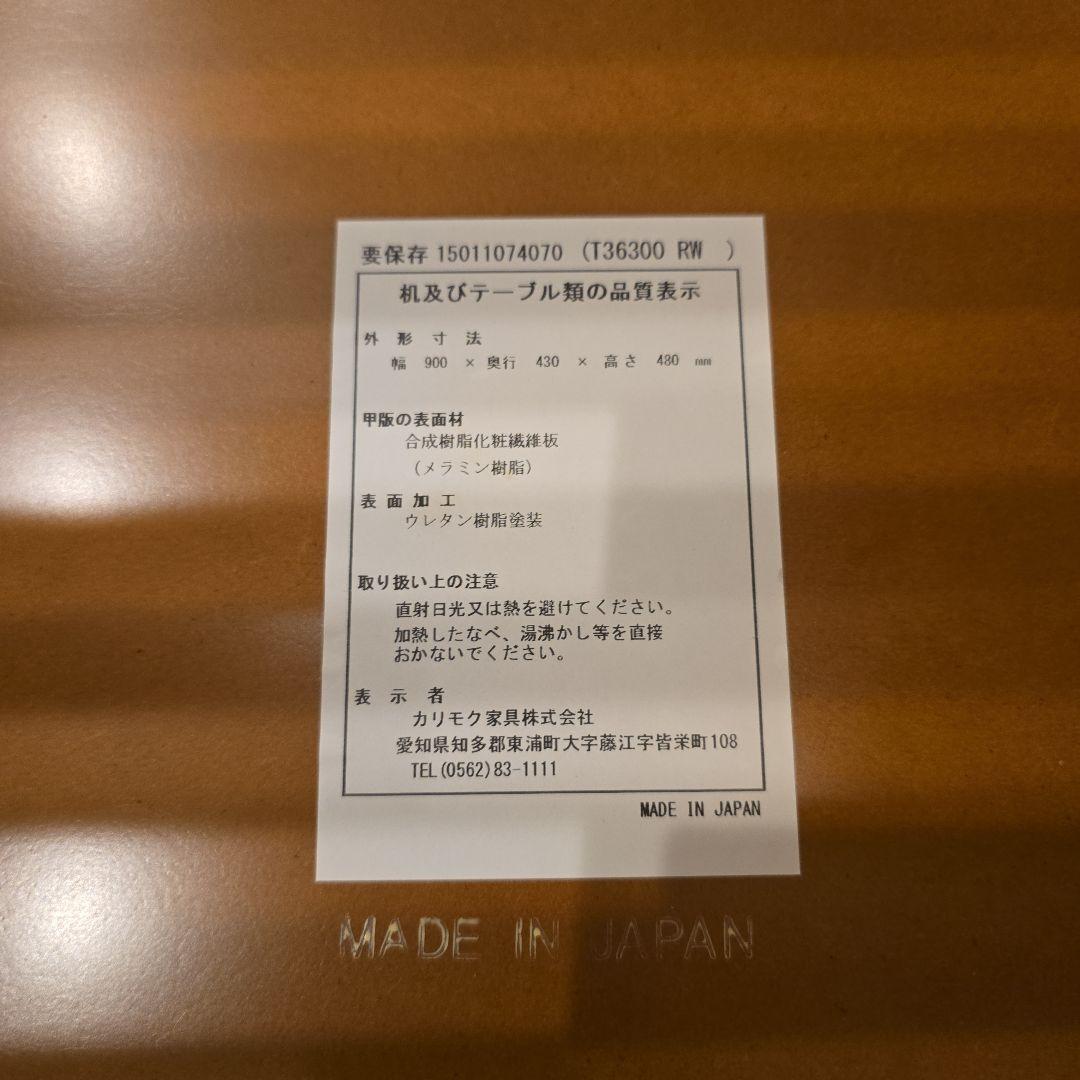 要保存 15011074070 (T36300 RW )
机及びテーブル類の品質表示
外形寸法
幅 900 × 奥行 430 × 高さ 480 mm
甲版の表面材
合成樹脂化粧繊維板
(メラミン樹脂)
表面加工
ウレタン樹脂塗装
取り扱い上の注意
直射日光又は熱を避けてください。
加熱したなべ、湯沸かし等を直接
おかないでください。
表示者
カリモク家具株式会社
愛知県知多郡東浦町大字藤江字皆栄町108
TEL(0562)83-1111
MADE IN JAPAN
MADE IN JAPAN